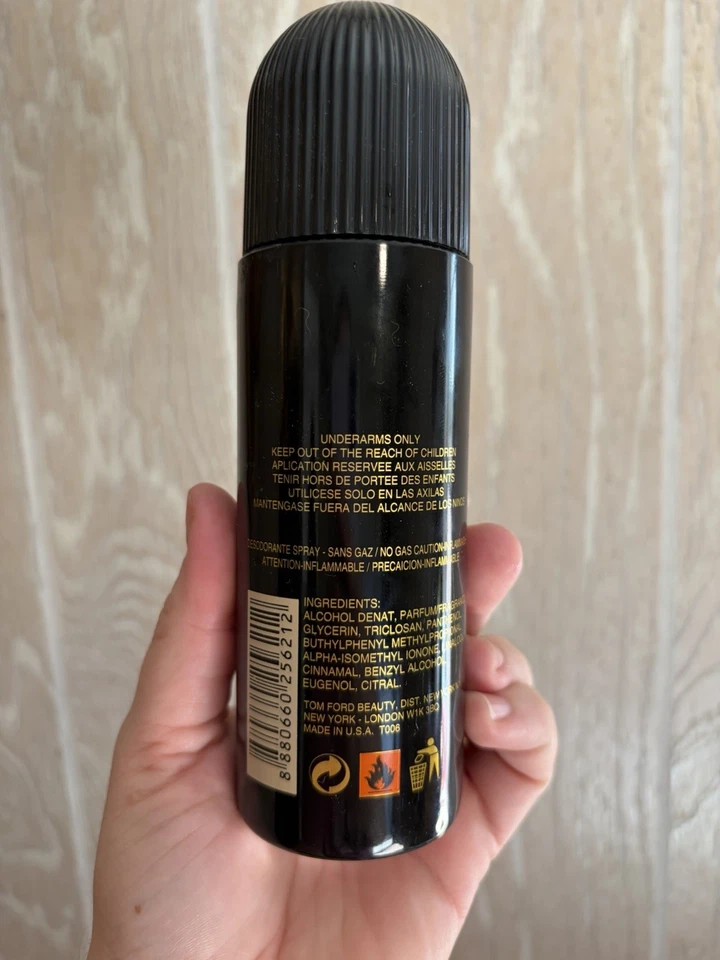 UNDERARMS ONLY
KEEP OUT OF THE REACH OF CHILDREN
APLICATION RESERVEE AUX AISSELLES
TENIR HORS DE PORTEE DES ENFANTS
UTILICESE SOLO EN LAS AXILAS
MANTENGASE FUERA DEL ALCANCE DE LOS
DESODORANTE SPRAY - SANS GAZ / NO GAS CAUTION-
ATTENTION-INFLAMMABLE / PRECAICION-INFLAMABLE
INGREDIENTS:
ALCOHOL DENAT, PARFUM/FRAGRANCE
GLYCERIN, TRICLOSAN,
BUTHYLPHENYL
ALPHA-ISOMETHYL IONONE,
CINNAMAL, BENZYL ALCOHOL
EUGENOL, CITRAL.
TOM FORD BEAUTY, DIST. NEW YORK
NEW YORK - LONDON W1K 3BQ
MADE IN U.S.A. T006
8 880660 256212